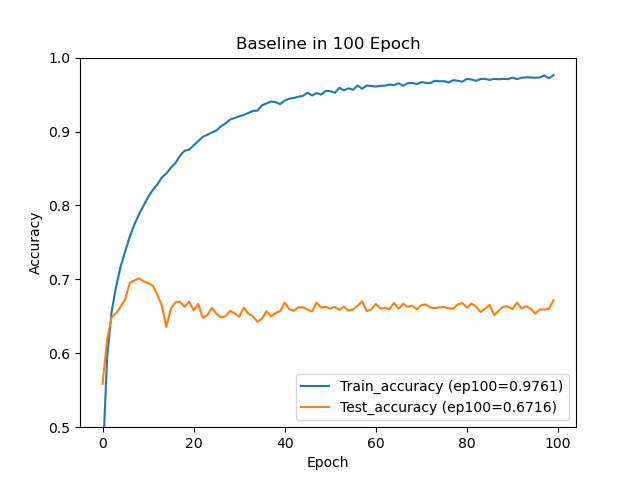 Baseline in 100 Epoch
1.0
0.9
0.8
0.7
0.6
0.5
Accuracy
0 20 40 60 80 100
Epoch
Train_accuracy (ep100=0.9761)
Test_accuracy (ep100=0.6716)